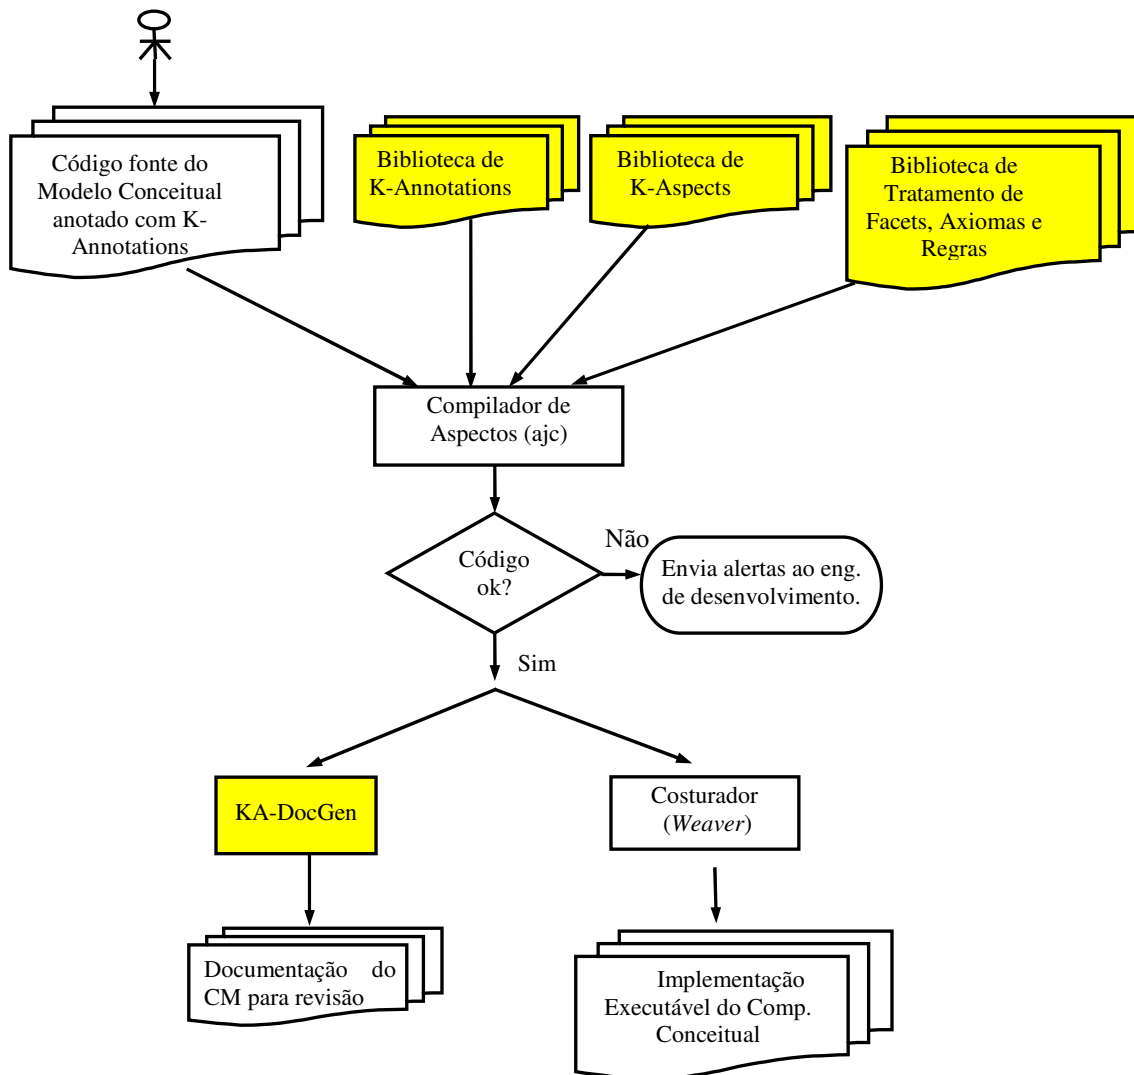 Código fonte do
Modelo Conceitual
anotado com K-
Annotations
Biblioteca de
K-Annotations
Biblioteca de
K-Aspects
Biblioteca de
Tratamento de
Facets, Axiomas e
Regras
Compilador de
Aspectos (ajc)
Código
ok?
Não
Envia alertas ao eng.
de desenvolvimento.
Sim
KA-DocGen
Costurador
(Weaver)
Documentação do
CM para revisão
Implementação
Executável do Comp.
Conceitual